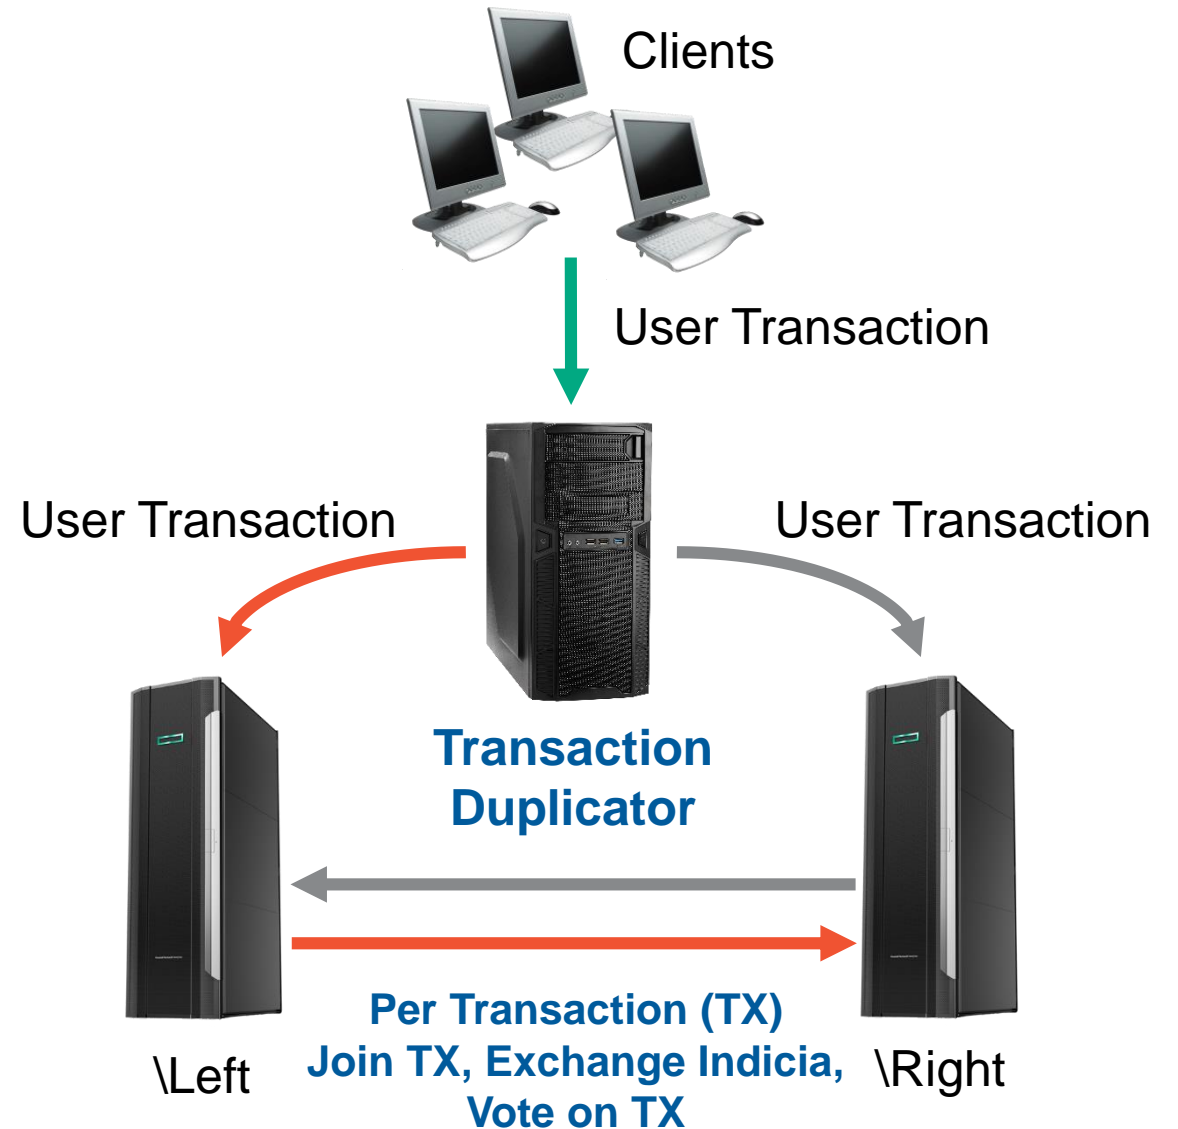 Clients
User Transaction
User Transaction
User Transaction
Transaction
Duplicator
Per Transaction (TX)
Join TX, Exchange Indicia,
Vote on TX
\Left
\Right